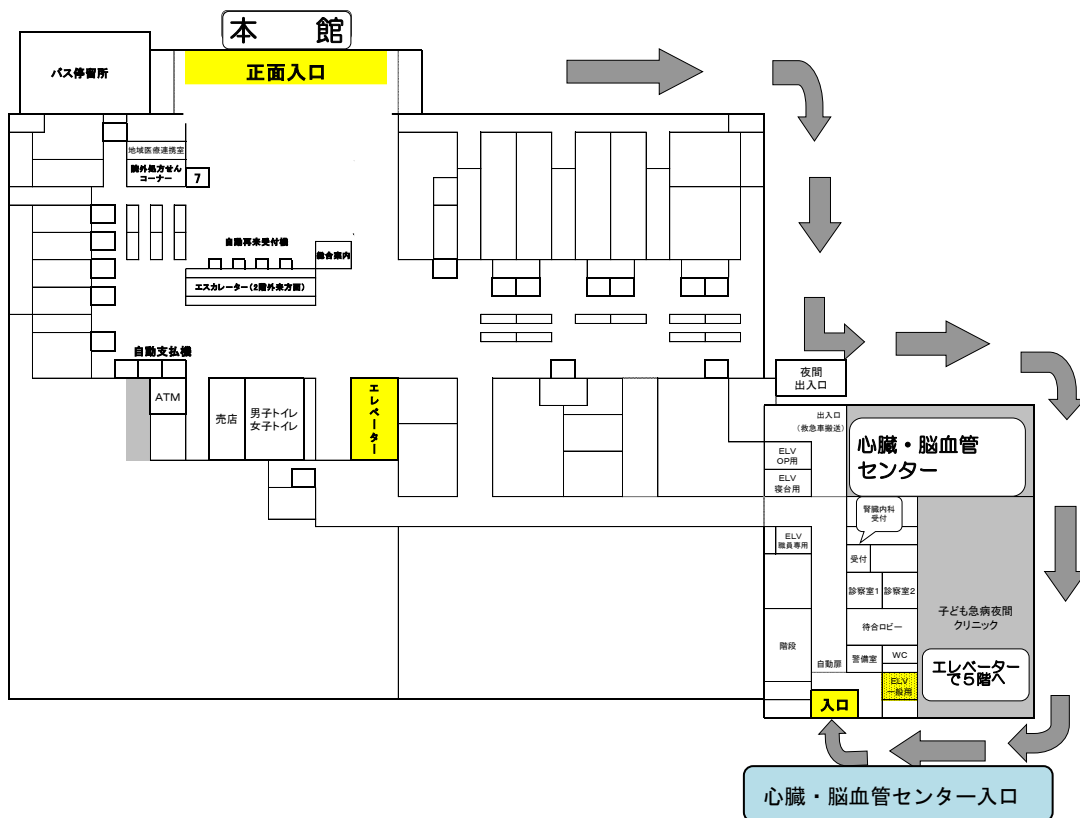 本　館
正面入口
バス停留所
地域医療連携室
院外処方せん
コーナー
7
自動再来受付機
総合案内
エスカレーター(2階外来方面)
自動支払機
ATM
売店
男子トイレ
女子トイレ
エレベーター
夜間
出入口
出入口
(救急車搬送)
ELV
OP用
ELV
寝台用
心臓・脳血管
センター
腎臓内科
受付
ELV
職員専用
受付
診察室1
診察室2
待合ロビー
子ども急病夜間
クリニック
階段
自動扉
警備室
WC
エレベーター
で5階へ
ELV
一般用
入口
心臓・脳血管センター入口